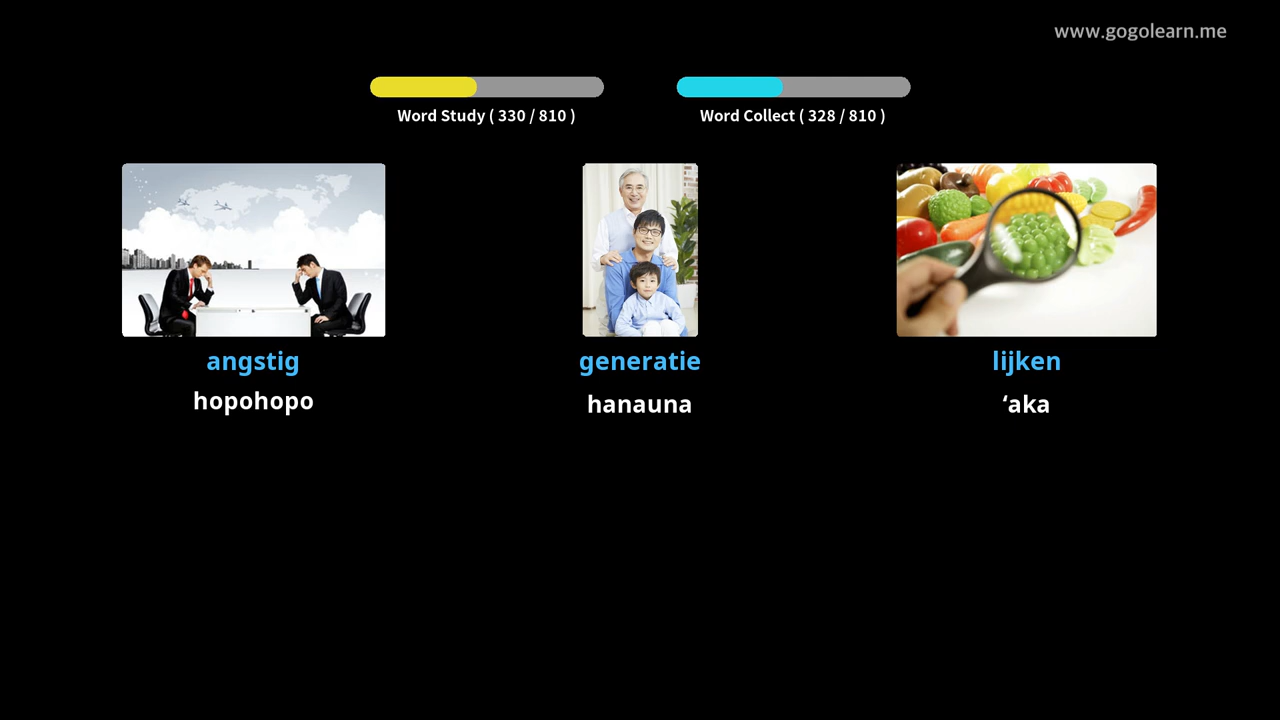 www.gogolearn.me
Word Study ( 330 / 810 )
Word Collect ( 328 / 810 )
angstig
generatie
lijken
hopohopo
hanauna
ʻaka